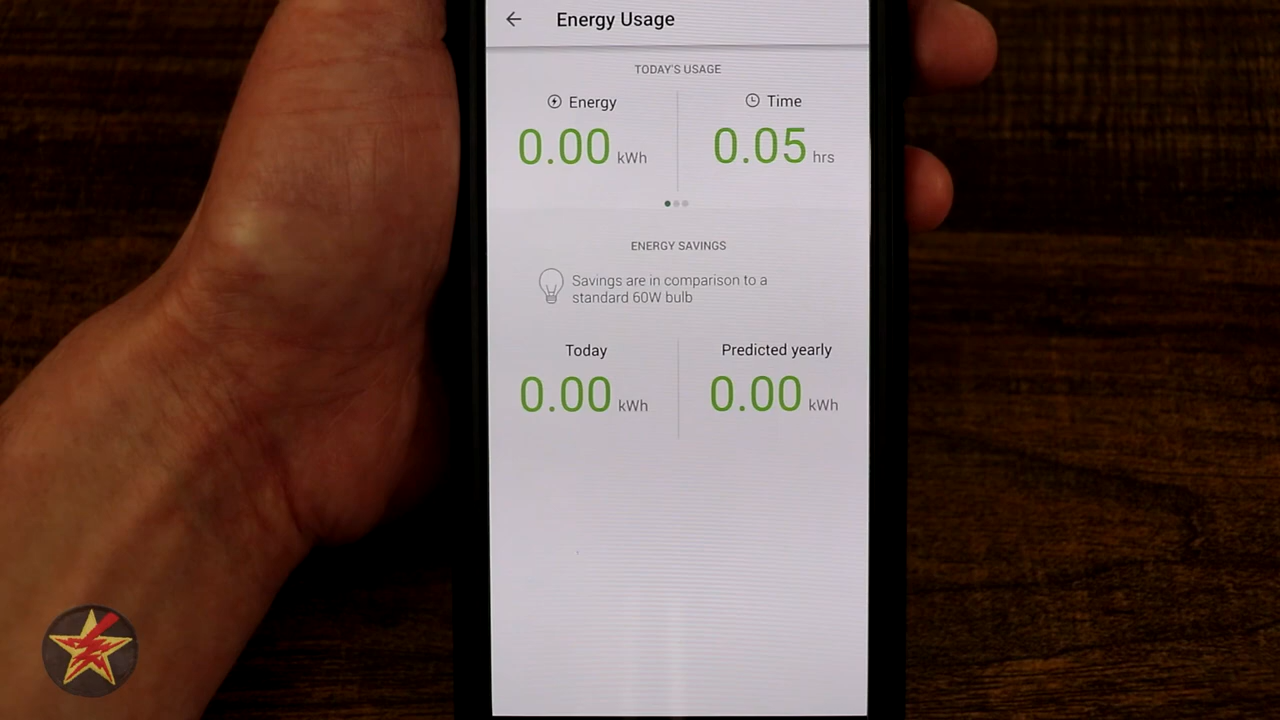 Energy Usage
TODAY'S USAGE
Energy
Time
0.00 kWh
0.05 hrs
ENERGY SAVINGS
Savings are in comparison to a
standard 60W bulb
Today
Predicted yearly
0.00 kWh
0.00 kWh